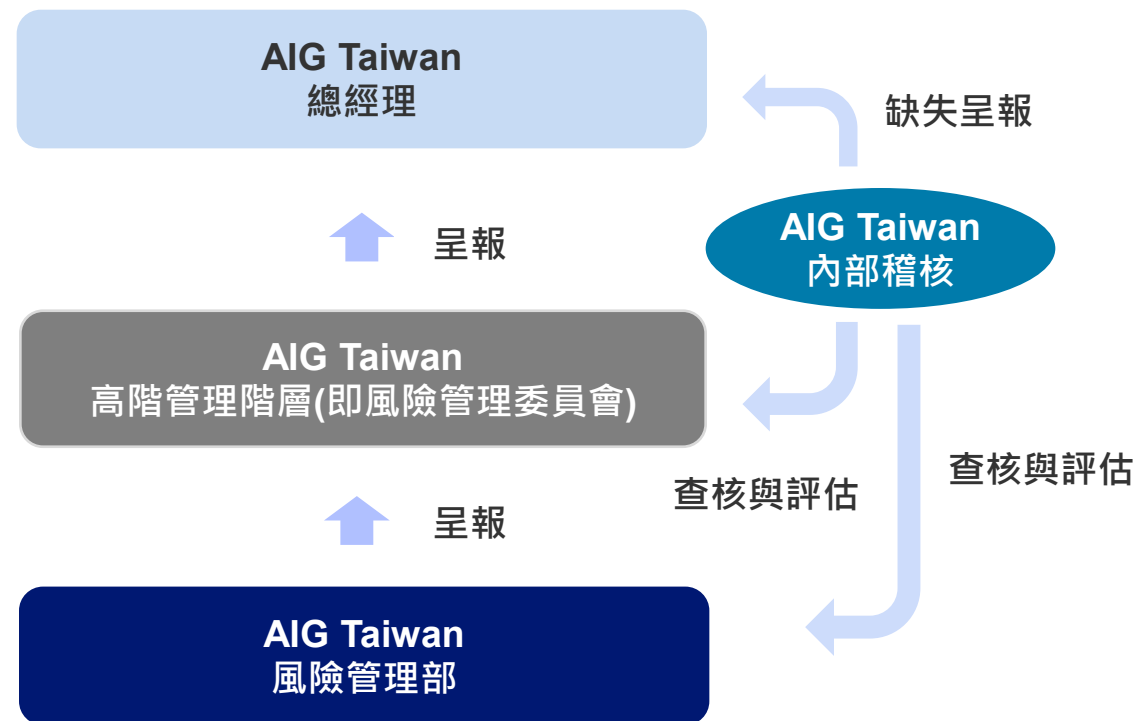 AIG Taiwan
總經理
缺失呈報
AIG Taiwan
內部稽核
呈報
AIG Taiwan
高階管理階層(即風險管理委員會)
查核與評估
查核與評估
呈報
AIG Taiwan
風險管理部